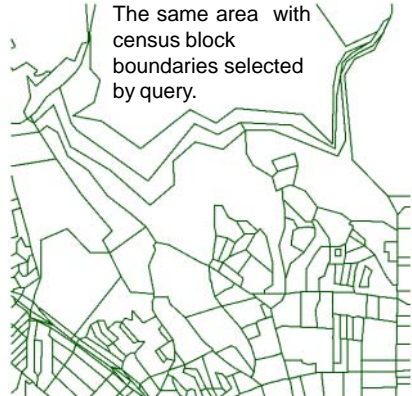 The same area with
census block
boundaries selected
by query.